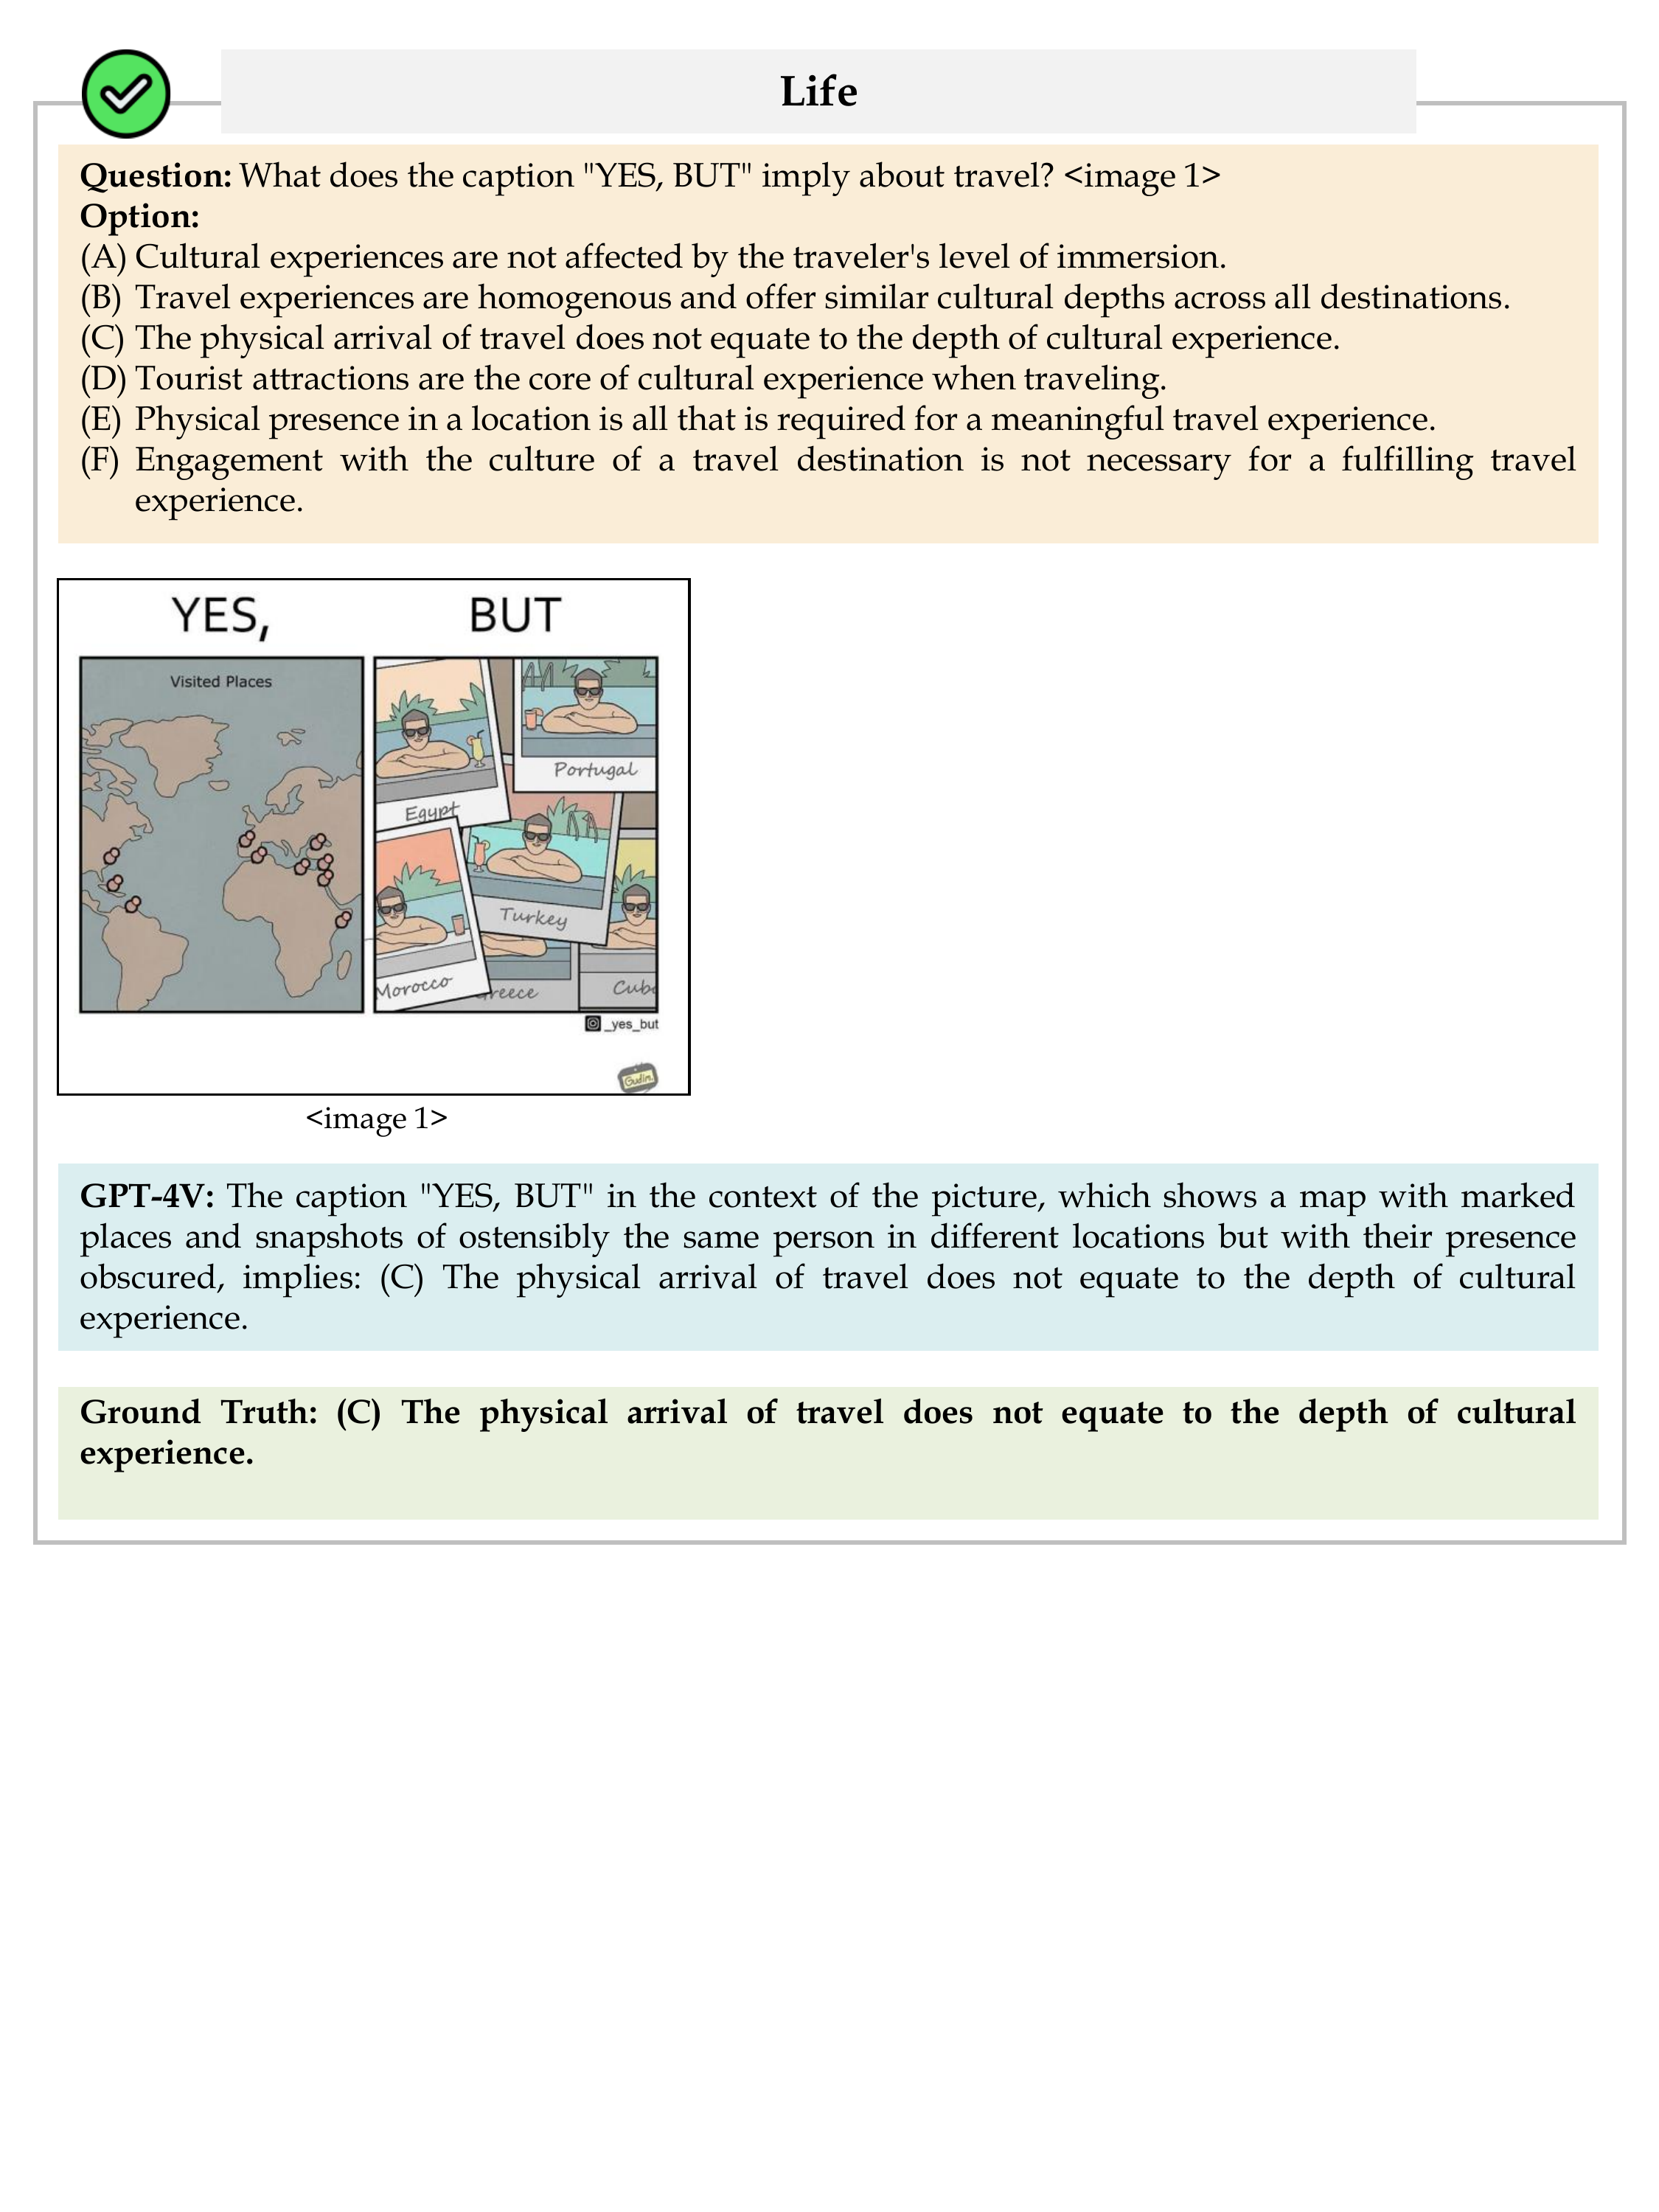 Life
Question: What does the caption "YES, BUT" imply about travel? <image 1>
Option:
(A) Cultural experiences are not affected by the traveler's level of immersion.
(B) Travel experiences are homogenous and offer similar cultural depths across all destinations.
(C) The physical arrival of travel does not equate to the depth of cultural experience.
(D) Tourist attractions are the core of cultural experience when traveling.
(E) Physical presence in a location is all that is required for a meaningful travel experience.
(F) Engagement with the culture of a travel destination is not necessary for a fulfilling travel
experience.
YES, BUT
Visited Places
Portugal
Egypt
Turkey
Morocco
reece
Cub
_yes_but
Gudim
<image 1>
GPT-4V: The caption "YES, BUT" in the context of the picture, which shows a map with marked
places and snapshots of ostensibly the same person in different locations but with their presence
obscured, implies: (C) The physical arrival of travel does not equate to the depth of cultural
experience.
Ground Truth: (C) The physical arrival of travel does not equate to the depth of cultural
experience.